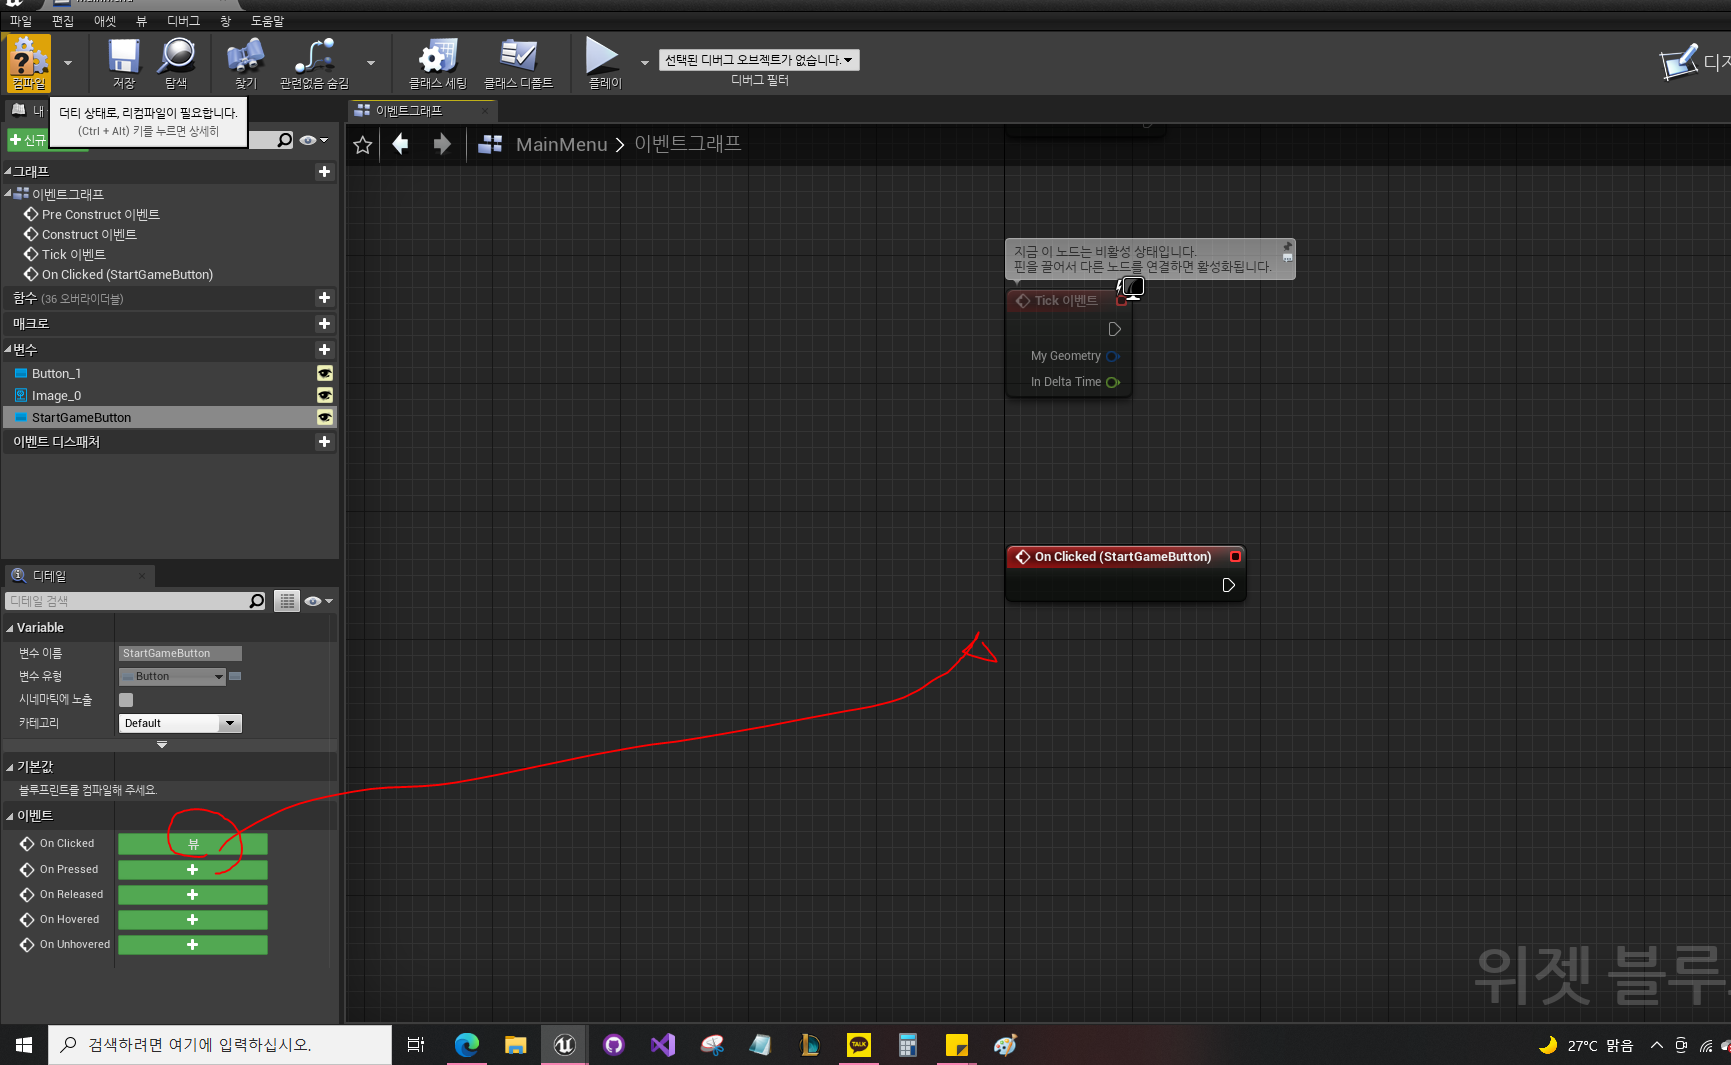 파일 편집 애셋 뷰 디버그 창 도움말
컴파일 저장 탐색 찾기 관련없음 숨김 클래스 세팅 클래스 디폴트 플레이
선택된 디버그 오브젝트가 없습니다.
디버그 필터
더티 상태로, 리컴파일이 필요합니다.
(Ctrl + Alt) 키를 누르면 상세히
내
신규
이벤트그래프
MainMenu > 이벤트그래프
그래프
이벤트그래프
Pre Construct 이벤트
Construct 이벤트
Tick 이벤트
On Clicked (StartGameButton)
함수 (36 오버라이더블)
매크로
변수
Button_1
Image_0
StartGameButton
이벤트 디스패처
지금 이 노드는 비활성 상태입니다.
핀을 끌어서 다른 노드를 연결하면 활성화됩니다.
Tick 이벤트
My Geometry
In Delta Time
On Clicked (StartGameButton)
디테일
디테일 검색
Variable
변수 이름 StartGameButton
변수 유형 Button
시네마틱에 노출
카테고리 Default
기본값
블루프린트를 컴파일해 주세요.
이벤트
On Clicked 뷰
On Pressed
On Released
On Hovered
On Unhovered
위젯 블루
검색하려면 여기에 입력하십시오.
TALK
27°C 맑음